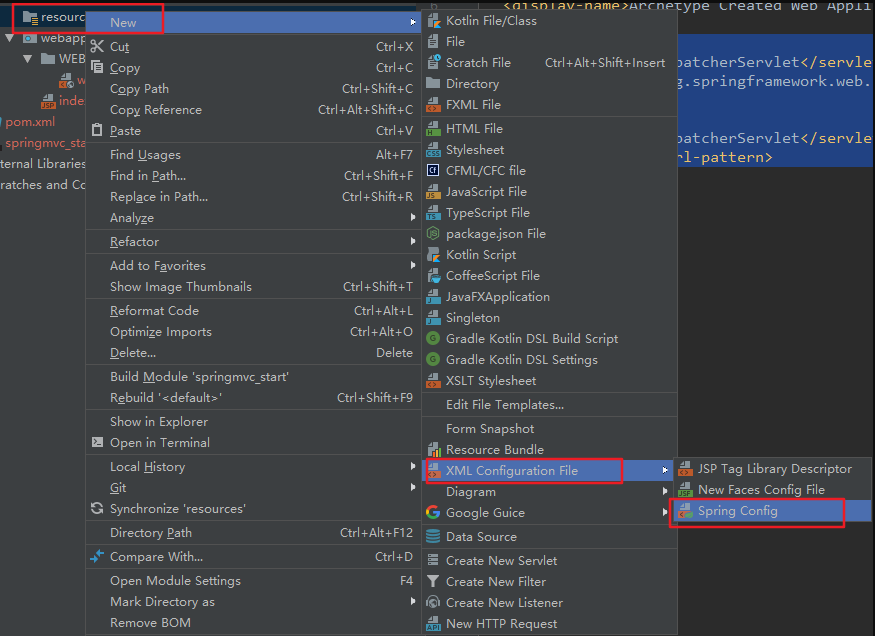 resourc
webapp
WEB
w
inde
pom.xml
springmvc_sta
ternal Libraries
ratches and Co
New
Cut Ctrl+X
Copy Ctrl+C
Copy Path Ctrl+Shift+C
Copy Reference Ctrl+Alt+Shift+C
Paste Ctrl+V
Find Usages Alt+F7
Find in Path... Ctrl+Shift+F
Replace in Path... Ctrl+Shift+R
Analyze
Refactor
Add to Favorites
Show Image Thumbnails Ctrl+Shift+T
Reformat Code Ctrl+Alt+L
Optimize Imports Ctrl+Alt+O
Delete... Delete
Build Module 'springmvc_start'
Rebuild '<default>' Ctrl+Shift+F9
Show in Explorer
Open in Terminal
Local History
Git
Synchronize 'resources'
Directory Path Ctrl+Alt+F12
Compare With... Ctrl+D
Open Module Settings F4
Mark Directory as
Remove BOM
Kotlin File/Class
File
Scratch File Ctrl+Alt+Shift+Insert
Directory
FXML File
HTML File
Stylesheet
CFML/CFC file
JavaScript File
TypeScript File
package.json File
Kotlin Script
CoffeeScript File
JavaFXApplication
Singleton
Gradle Kotlin DSL Build Script
Gradle Kotlin DSL Settings
XSLT Stylesheet
Edit File Templates...
Form Snapshot
Resource Bundle
XML Configuration File
Diagram
Google Guice
Data Source
Create New Servlet
Create New Filter
Create New Listener
New HTTP Request
JSP Tag Library Descriptor
New Faces Config File
Spring Config
<display-name>Archetype Created Web Appli
patcherServlet</servle
g.springframework.web.
patcherServlet</servle
rl-pattern>